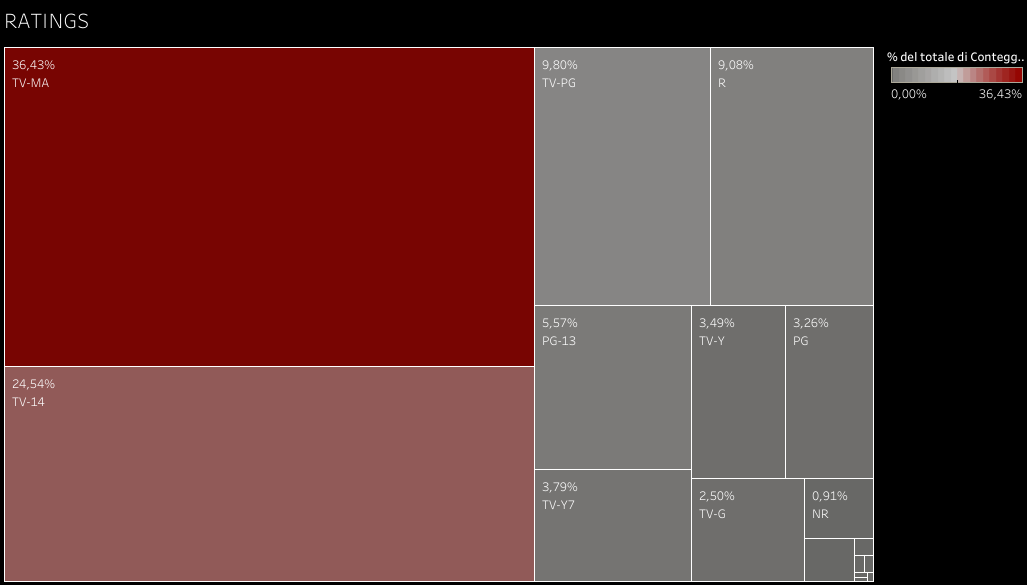 RATINGS
36,43%
TV-MA
9,80%
TV-PG
9,08%
R
% del totale di Contegg..
0,00%
36,43%
5,57%
PG-13
3,49%
TV-Y
3,26%
PG
24,54%
TV-14
3,79%
TV-Y7
2,50%
TV-G
0,91%
NR